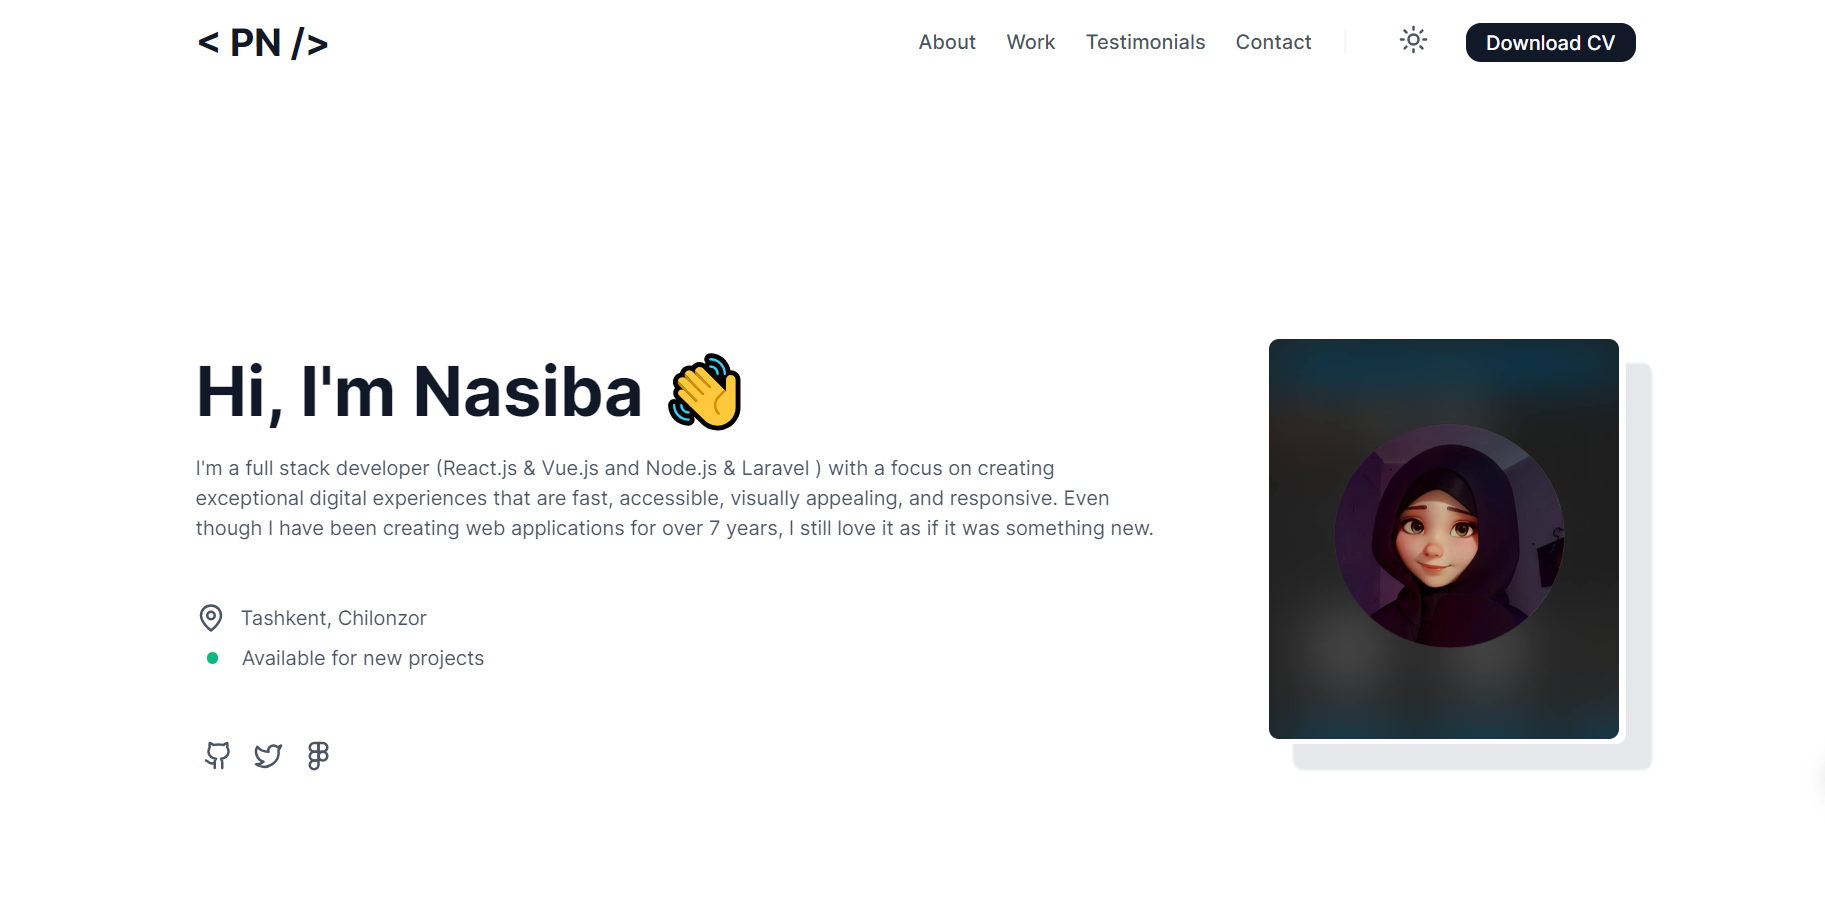 < PN />
About Work Testimonials Contact Download CV
Hi, I'm Nasiba
I'm a full stack developer (React.js & Vue.js and Node.js & Laravel ) with a focus on creating
exceptional digital experiences that are fast, accessible, visually appealing, and responsive. Even
though I have been creating web applications for over 7 years, I still love it as if it was something new.
Tashkent, Chilonzor
Available for new projects